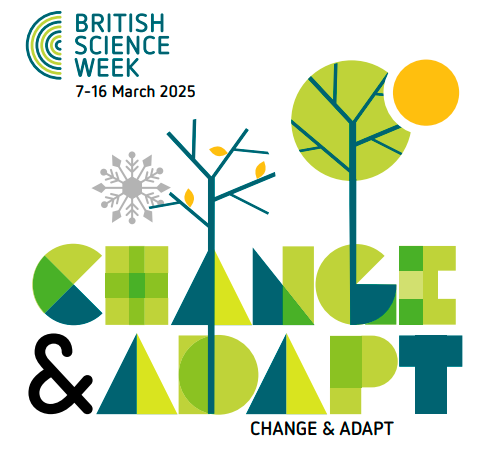 BRITISH
SCIENCE
WEEK
7-16 March 2025
CHANGE
& ADAPT
CHANGE & ADAPT